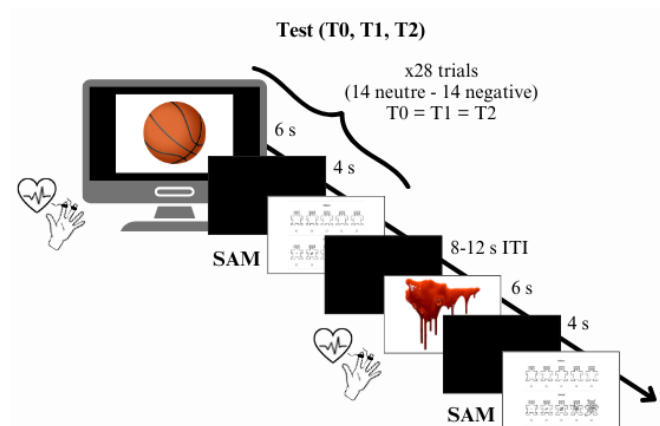 Test (T0, T1, T2)
x28 trials
(14 neutre - 14 negative)
T0 = T1 = T2
6 s
4 s
SAM
8-12 s ITI
6 s
4 s
SAM